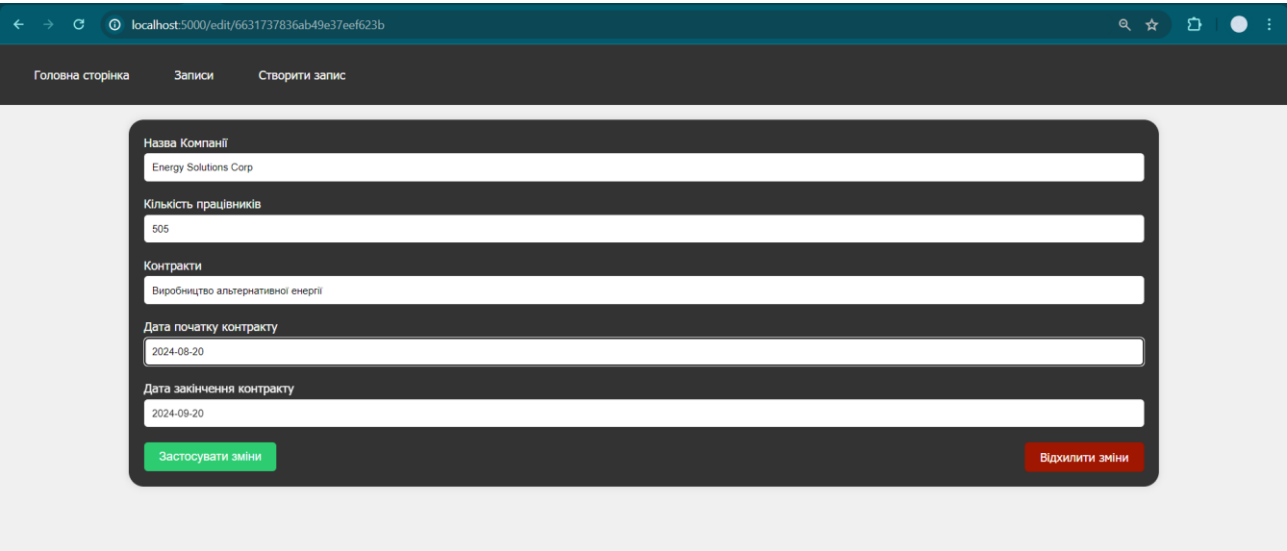 localhost:5000/edit/6631737836ab49e37eef623b
Головна сторінка Записи Створити запис
Назва Компанії
Energy Solutions Corp
Кількість працівників
505
Контракти
Виробництво альтернативної енергії
Дата початку контракту
2024-08-20
Дата закінчення контракту
2024-09-20
Застосувати зміни Відхилити зміни